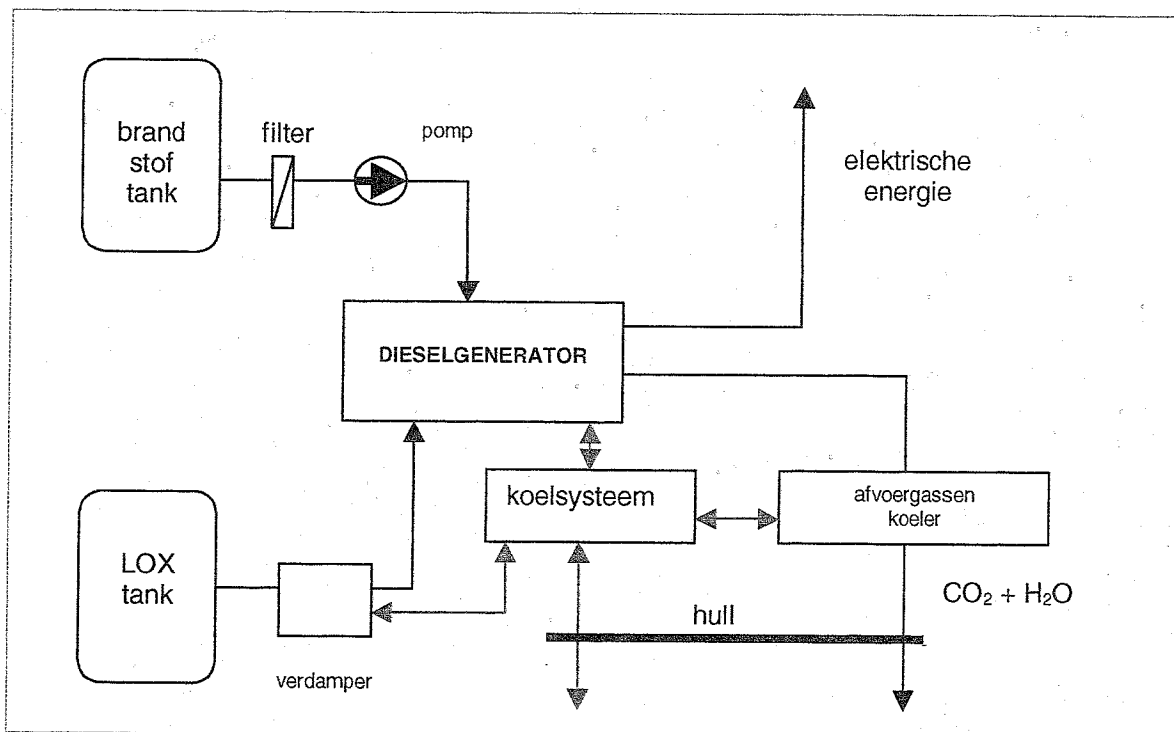 brand
stof
tank
filter
pomp
elektrische
energie
DIESELGENERATOR
koelsysteem
afvoergassen
koeler
LOX
tank
CO₂ + H₂O
hull
verdamper